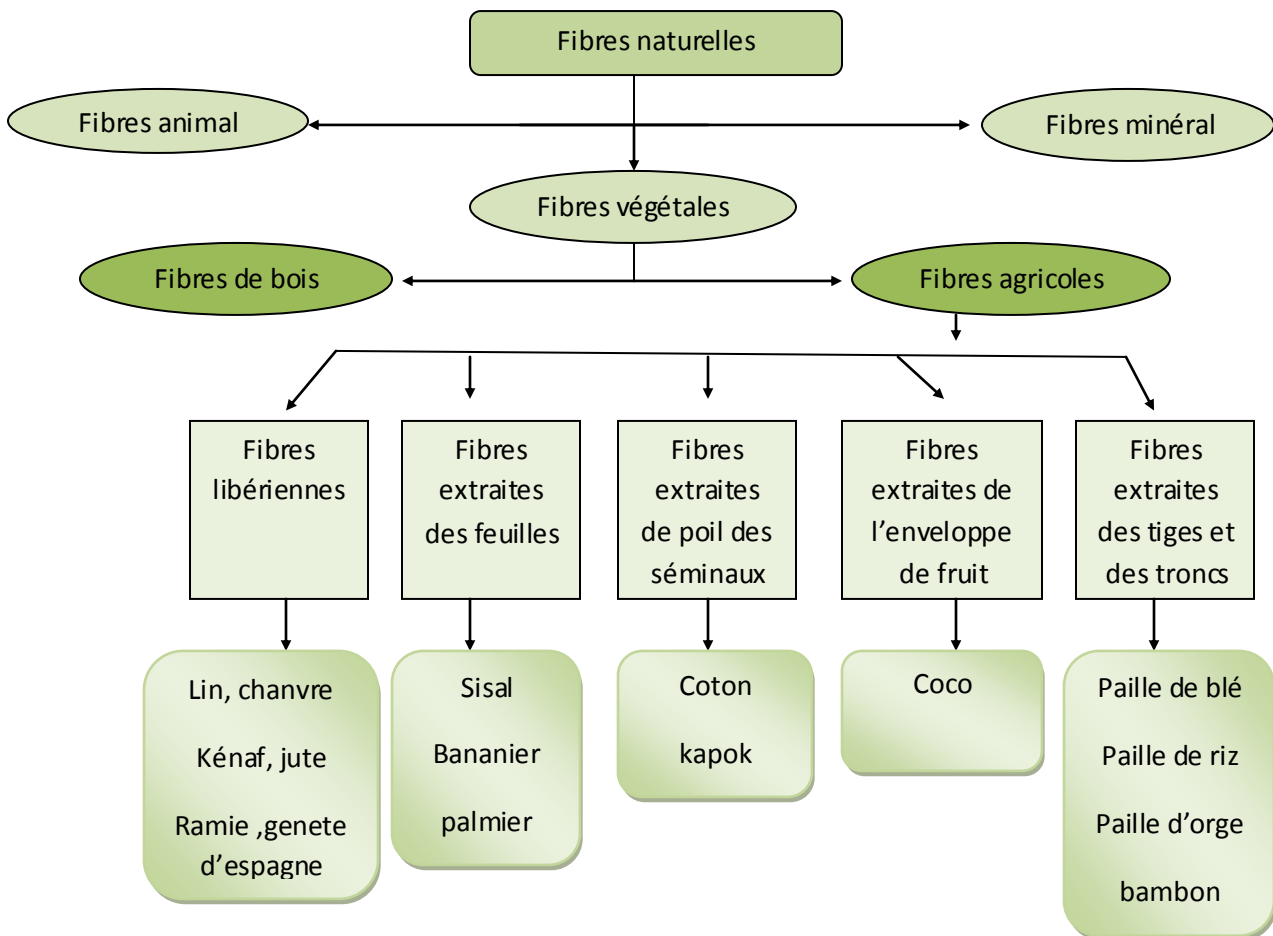 Fibres naturelles
Fibres animal
Fibres minéral
Fibres végétales
Fibres de bois
Fibres agricoles
Fibres
libériennes
Fibres
extraites
des feuilles
Fibres
extraites
de poil des
séminaux
Fibres
extraites de
l’enveloppe
de fruit
Fibres
extraites
des tiges et
des troncs
Lin, chanvre
Kénaf, jute
Ramie ,genete
d’espagne
Sisal
Bananier
palmier
Coton
kapok
Coco
Paille de blé
Paille de riz
Paille d’orge
bambon